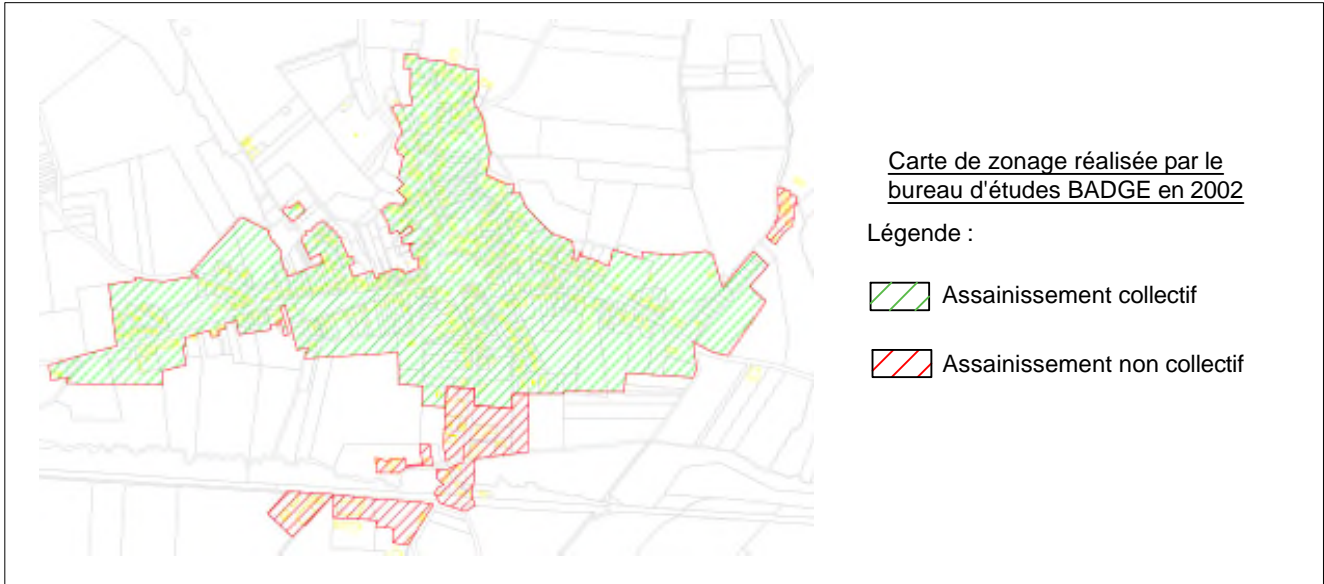 Carte de zonage réalisée par le
bureau d'études BADGE en 2002
Légende :
Assainissement collectif
Assainissement non collectif